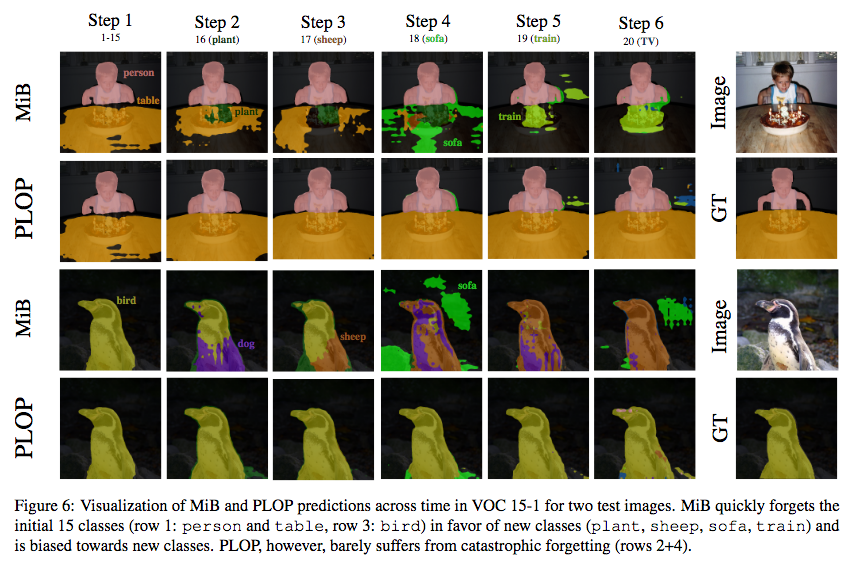 Step 1
Step 2
Step 3
Step 4
Step 5
Step 6
1-15
16 (plant)
17 (sheep)
18 (sofa)
19 (train)
20 (TV)
MiB
person
table
plant
sofa
train
Image
PLOP
GT
MiB
bird
dog
sheep
sofa
Image
PLOP
GT
Figure 6: Visualization of MiB and PLOP predictions across time in VOC 15-1 for two test images. MiB quickly forgets the
initial 15 classes (row 1: person and table, row 3: bird) in favor of new classes (plant, sheep, sofa, train) and
is biased towards new classes. PLOP, however, barely suffers from catastrophic forgetting (rows 2+4).